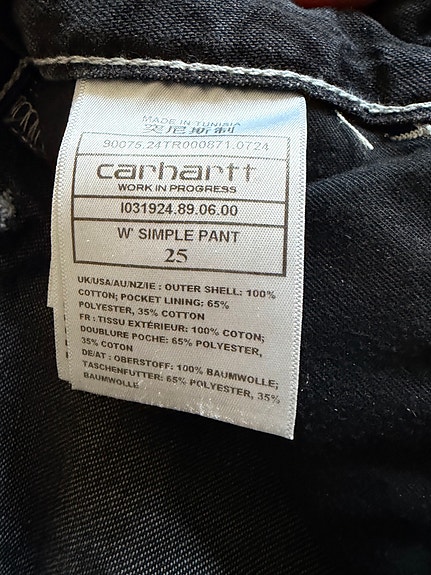 MADE IN TUNISIA
突尼斯制
90075.24TR000871.0724
carhartt
WORK IN PROGRESS
I031924.89.06.00
W' SIMPLE PANT
25
UK/USA/AU/NZ/IE : OUTER SHELL: 100%
COTTON; POCKET LINING: 65%
POLYESTER, 35% COTTON
FR : TISSU EXTÉRIEUR: 100% COTON;
DOUBLURE POCHE: 65% POLYESTER,
35% COTON
DE/AT : OBERSTOFF: 100% BAUMWOLLE;
TASCHENFUTTER: 65% POLYESTER, 35%
BAUMWOLLE